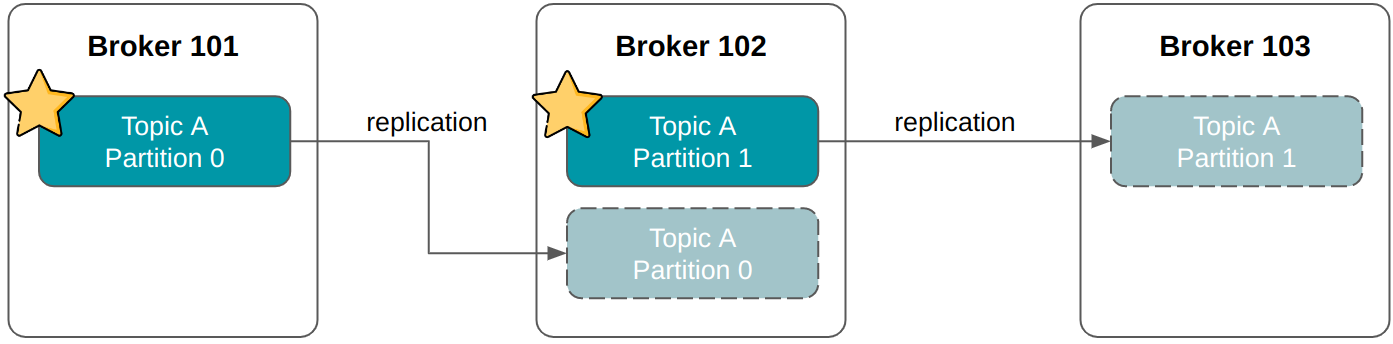 Broker 101
Topic A
Partition 0
replication
Broker 102
Topic A
Partition 1
Topic A
Partition 0
replication
Broker 103
Topic A
Partition 1